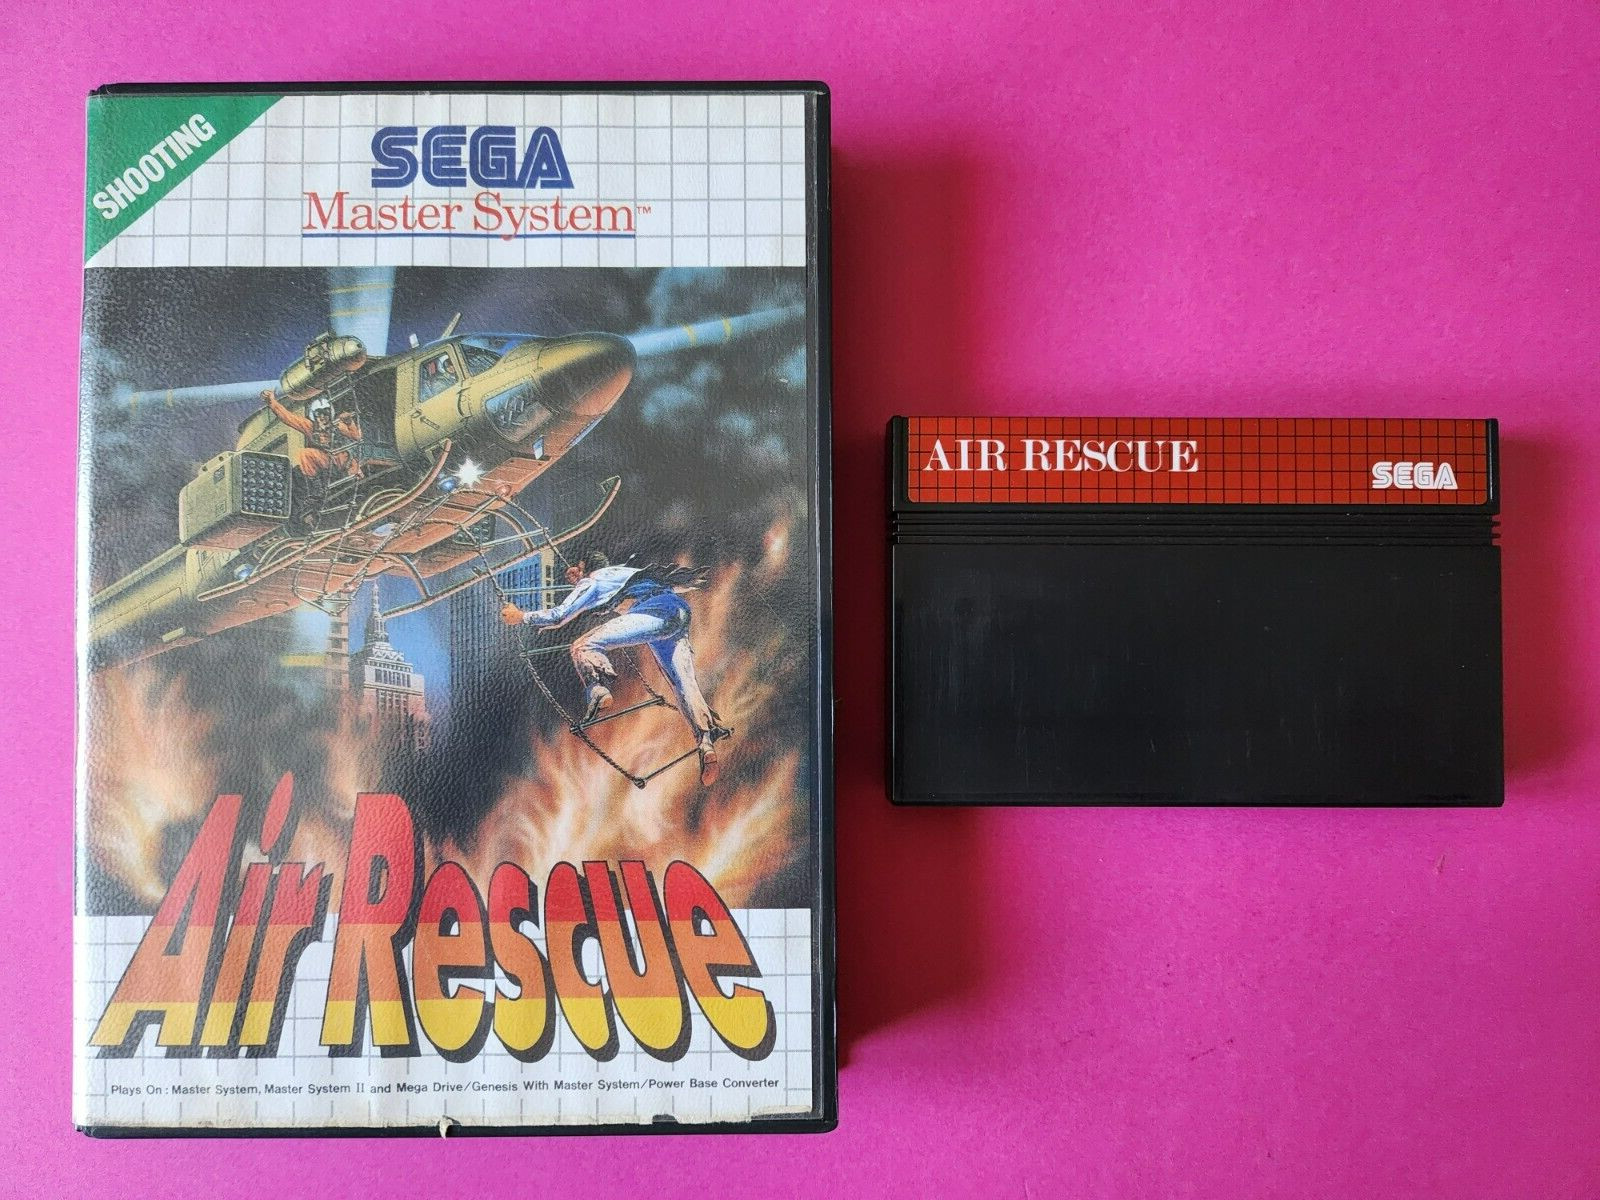 SHOOTING
SEGA
Master System™
Air Rescue
Plays On : Master System, Master System II and Mega Drive/Genesis With Master System/Power Base Converter
AIR RESCUE
SEGA